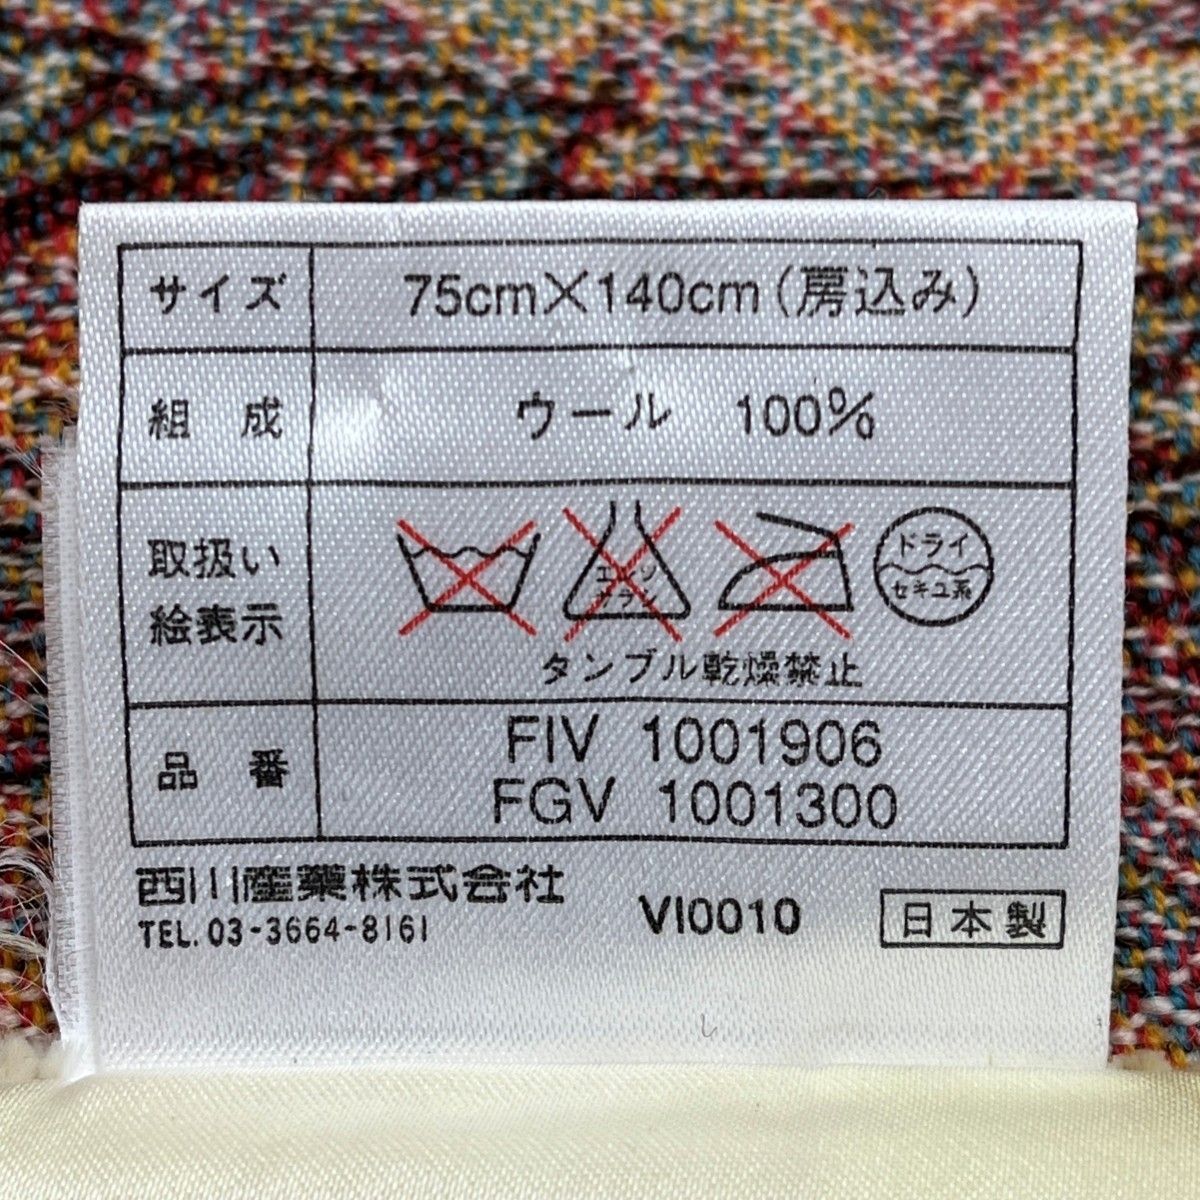 サイズ 75cm×140cm(房込み)
組成 ウール 100%
取扱い
絵表示
エンソ
サラシ
ドライ
セキユ系
タンブル乾燥禁止
品番 FIV 1001906
FGV 1001300
西川産業株式会社
TEL. 03-3664-8161
VI0010
日本製